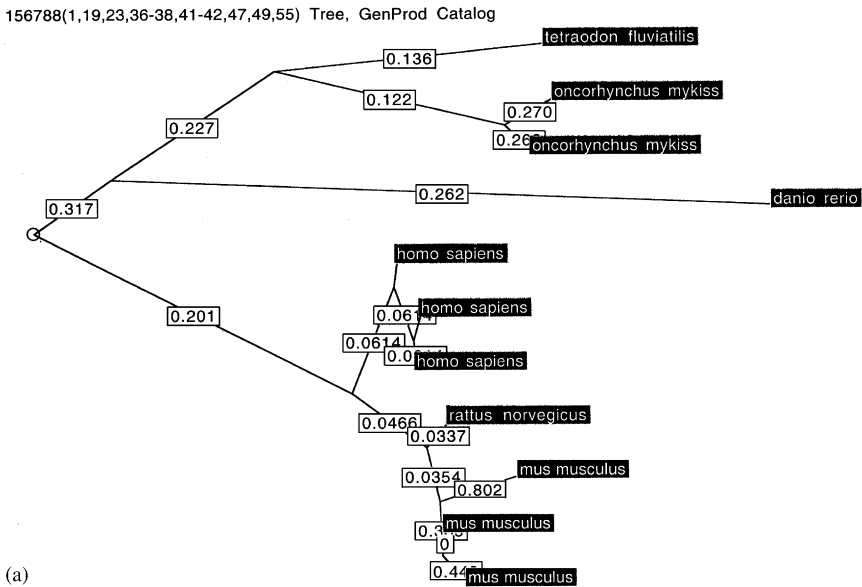 156788(1,19,23,36-38,41-42,47,49,55) Tree, GenProd Catalog
tetraodon fluviatilis
0.136
oncorhynchus mykiss
0.122
0.270
0.227
oncorhynchus mykiss
0.262
danio rerio
0.317
homo sapiens
homo sapiens
0.201
0.0614
homo sapiens
rattus norvegicus
0.0466
0.0337
mus musculus
0.0354
0.802
mus musculus
0
mus musculus
(a)